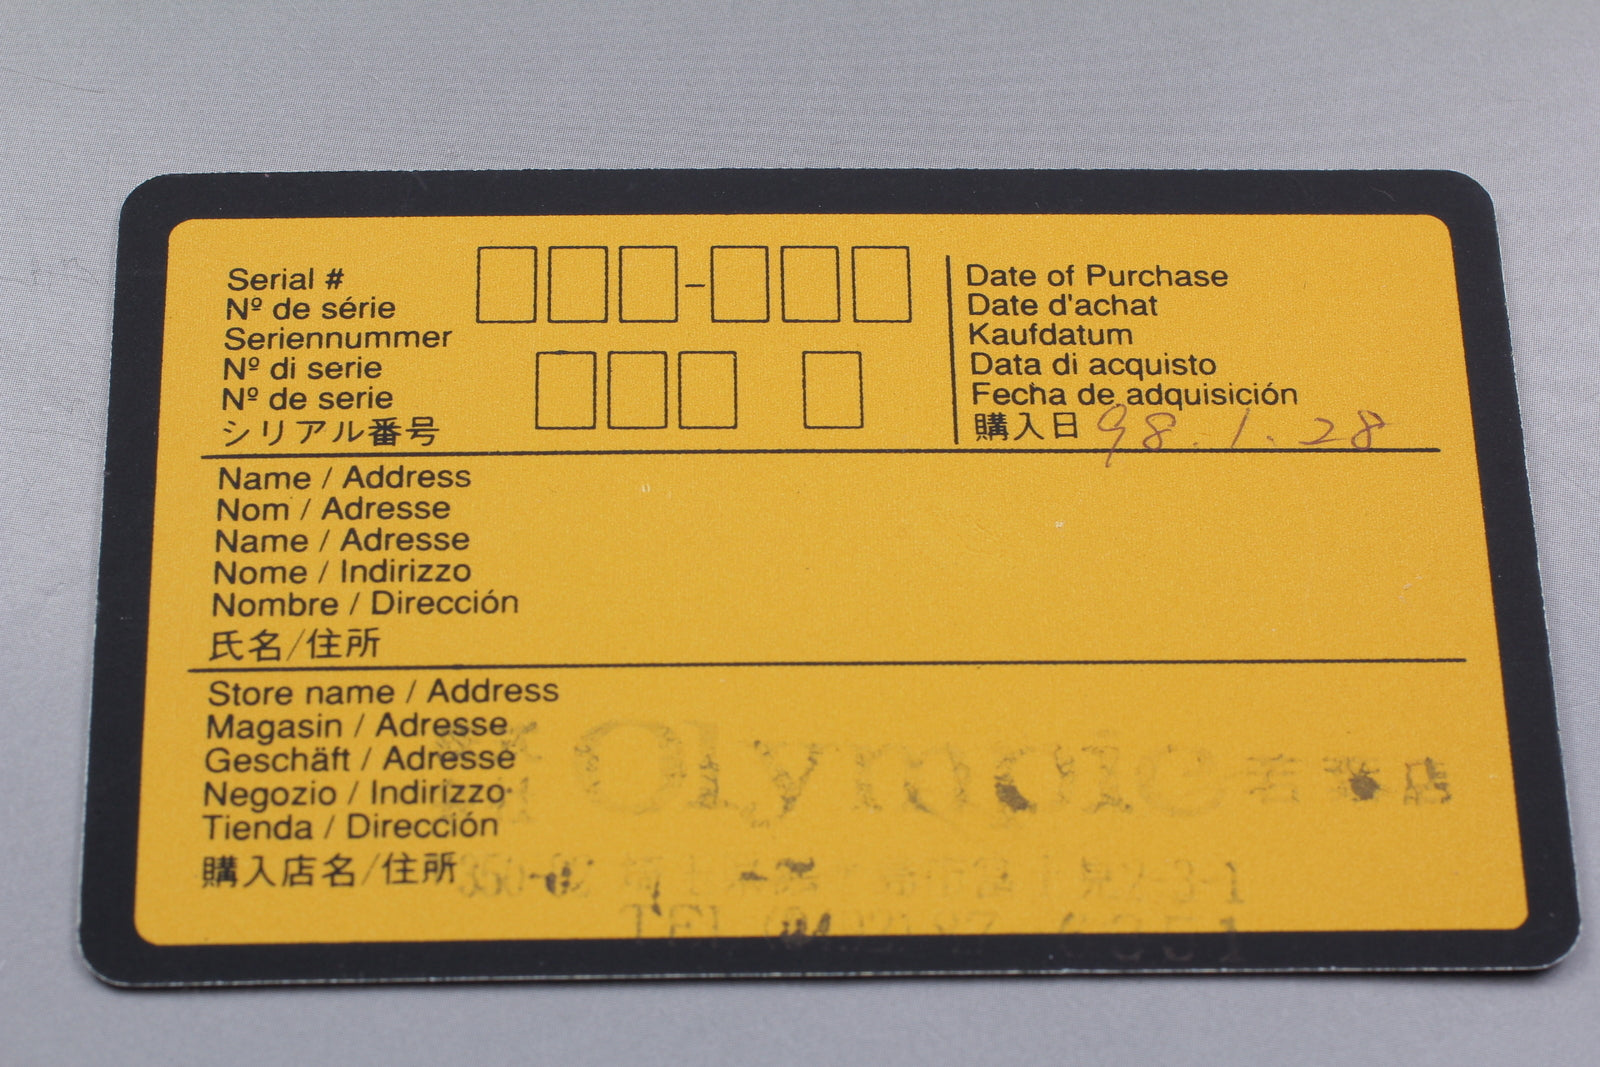 Serial #
Nº de série
Seriennummer
Nº di serie
Nº de serie
シリアル番号
-
Date of Purchase
Date d'achat
Kaufdatum
Data di acquisto
Fecha de adquisición
購入日 98.1.28
Name / Address
Nom / Adresse
Name / Adresse
Nome / Indirizzo
Nombre / Dirección
氏名/住所
Store name / Address
Magasin / Adresse
Geschäft / Adresse
Negozio / Indirizzo
Tienda / Dirección
購入店名/住所
Olympic
TEL